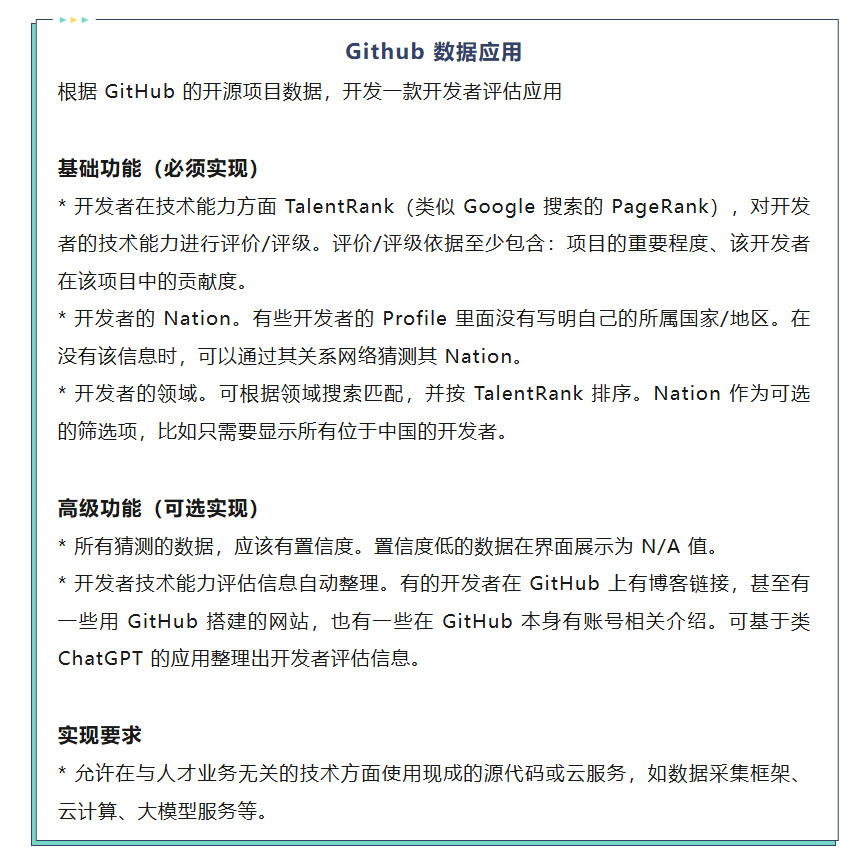 Github 数据应用
根据 GitHub 的开源项目数据，开发一款开发者评估应用
基础功能（必须实现）
* 开发者在技术能力方面 TalentRank（类似 Google 搜索的 PageRank），对开发
者的技术能力进行评价/评级。评价/评级依据至少包含：项目的重要程度、该开发者
在该项目中的贡献度。
* 开发者的 Nation。有些开发者的 Profile 里面没有写明自己的所属国家/地区。在
没有该信息时，可以通过其关系网络猜测其 Nation。
* 开发者的领域。可根据领域搜索匹配，并按 TalentRank 排序。Nation 作为可选
的筛选项，比如只需要显示所有位于中国的开发者。
高级功能（可选实现）
* 所有猜测的数据，应该有置信度。置信度低的数据在界面展示为 N/A 值。
* 开发者技术能力评估信息自动整理。有的开发者在 GitHub 上有博客链接，甚至有
一些用 GitHub 搭建的网站，也有一些在 GitHub 本身有账号相关介绍。可基于类
ChatGPT 的应用整理出开发者评估信息。
实现要求
* 允许在与人才业务无关的技术方面使用现成的源代码或云服务，如数据采集框架、
云计算、大模型服务等。